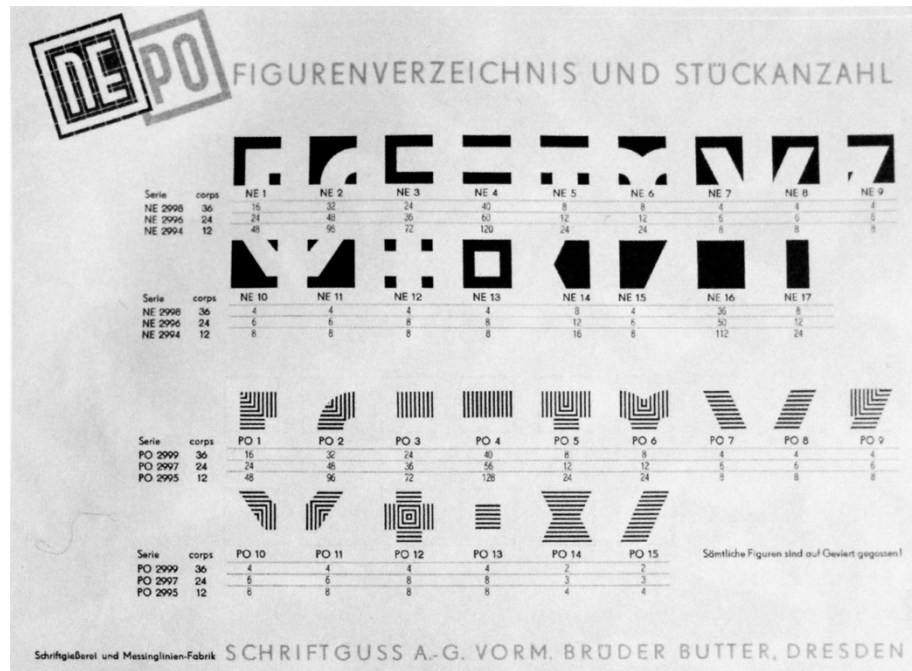 NE PO FIGURENVERZEICHNIS UND STÜCKANZAHL
Serie corps NE 1 NE 2 NE 3 NE 4 NE 5 NE 6 NE 7 NE 8 NE 9
NE 2998 36 16 32 24 40 8 8 4 4 4
NE 2996 24 24 48 36 60 12 12 6 6 6
NE 2994 12 48 96 72 120 24 24 8 8 8
Serie corps NE 10 NE 11 NE 12 NE 13 NE 14 NE 15 NE 16 NE 17
NE 2998 36 4 4 4 4 8 4 36 8
NE 2996 24 6 6 8 8 12 6 50 12
NE 2994 12 8 8 8 8 16 8 112 24
Serie corps PO 1 PO 2 PO 3 PO 4 PO 5 PO 6 PO 7 PO 8 PO 9
PO 2999 36 16 32 24 40 8 8 4 4 4
PO 2997 24 24 48 36 56 12 12 6 6 6
PO 2995 12 48 96 72 128 24 24 8 8 8
Serie corps PO 10 PO 11 PO 12 PO 13 PO 14 PO 15 Sämtliche Figuren sind auf Geviert gegossen!
PO 2999 36 4 4 4 4 2 2
PO 2997 24 6 6 8 8 3 3
PO 2995 12 8 8 8 8 4 4
Schriftgießerei und Messinglinien-Fabrik SCHRIFTGUSS A.-G. VORM. BRÜDER BUTTER, DRESDEN